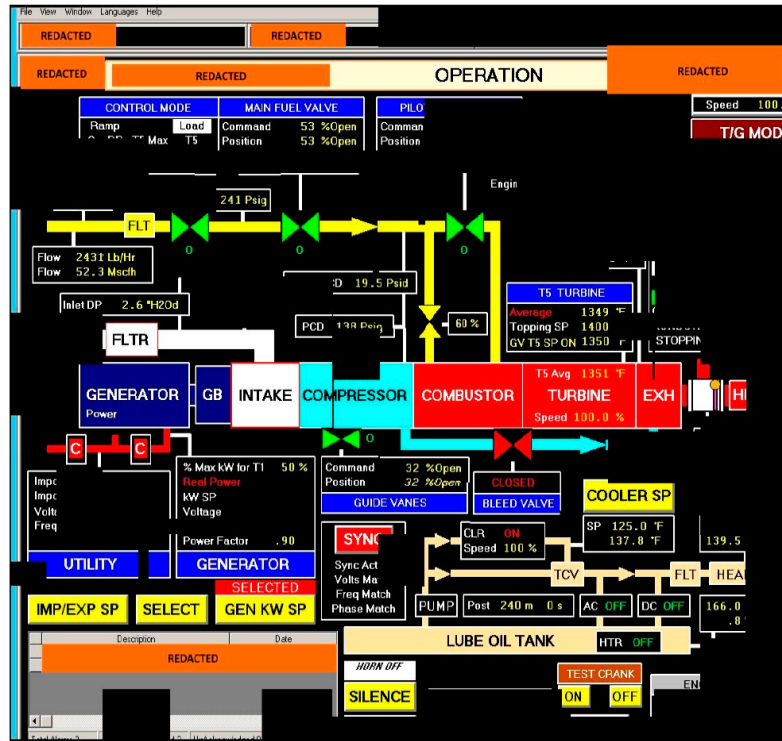 File View Window Languages Help
REDACTED REDACTED
REDACTED REDACTED OPERATION REDACTED
CONTROL MODE MAIN FUEL VALVE PILO Speed 100.
Ramp Load Command 53 %Open Comman T/G MOD
Max T5 Position 53 %Open Position
Engin
241 Psig
FLT
0 0 0
Flow 2431 Lb/Hr
Flow 52.3 Mscfh
D 19.5 Psid
T5 TURBINE
Inlet DP 2.6 "H2Od
Average 1349 °F
PCD 138 Psig 60 % Topping SP 1400
FLTR GV T5 SP ON 1350 STOPPIN
GENERATOR GB INTAKE COMPRESSOR COMBUSTOR T5 Avg 1351 °F
Power TURBINE EXH
Speed 100.0 %
C C 0
% Max kW for T1 50 % Command 32 %Open CLOSED
Real Power Position 32 %Open
kW SP GUIDE VANES BLEED VALVE COOLER SP
Voltage
Power Factor .90
SP 125.0 °F
137.8 °F 139.5
Impo
Impo
Volt
Freq
UTILITY GENERATOR
SYNC CLR ON
Speed 100 %
Sync Act
Volts Ma
Freq Match
Phase Match
TCV FLT HEA
SELECTED
IMP/EXP SP SELECT GEN KW SP
PUMP Post 240 m 0 s AC OFF DC OFF 166.0
.8
LUBE OIL TANK HTR OFF
Description Date
REDACTED
HORN OFF TEST CRANK
SILENCE ON OFF EN